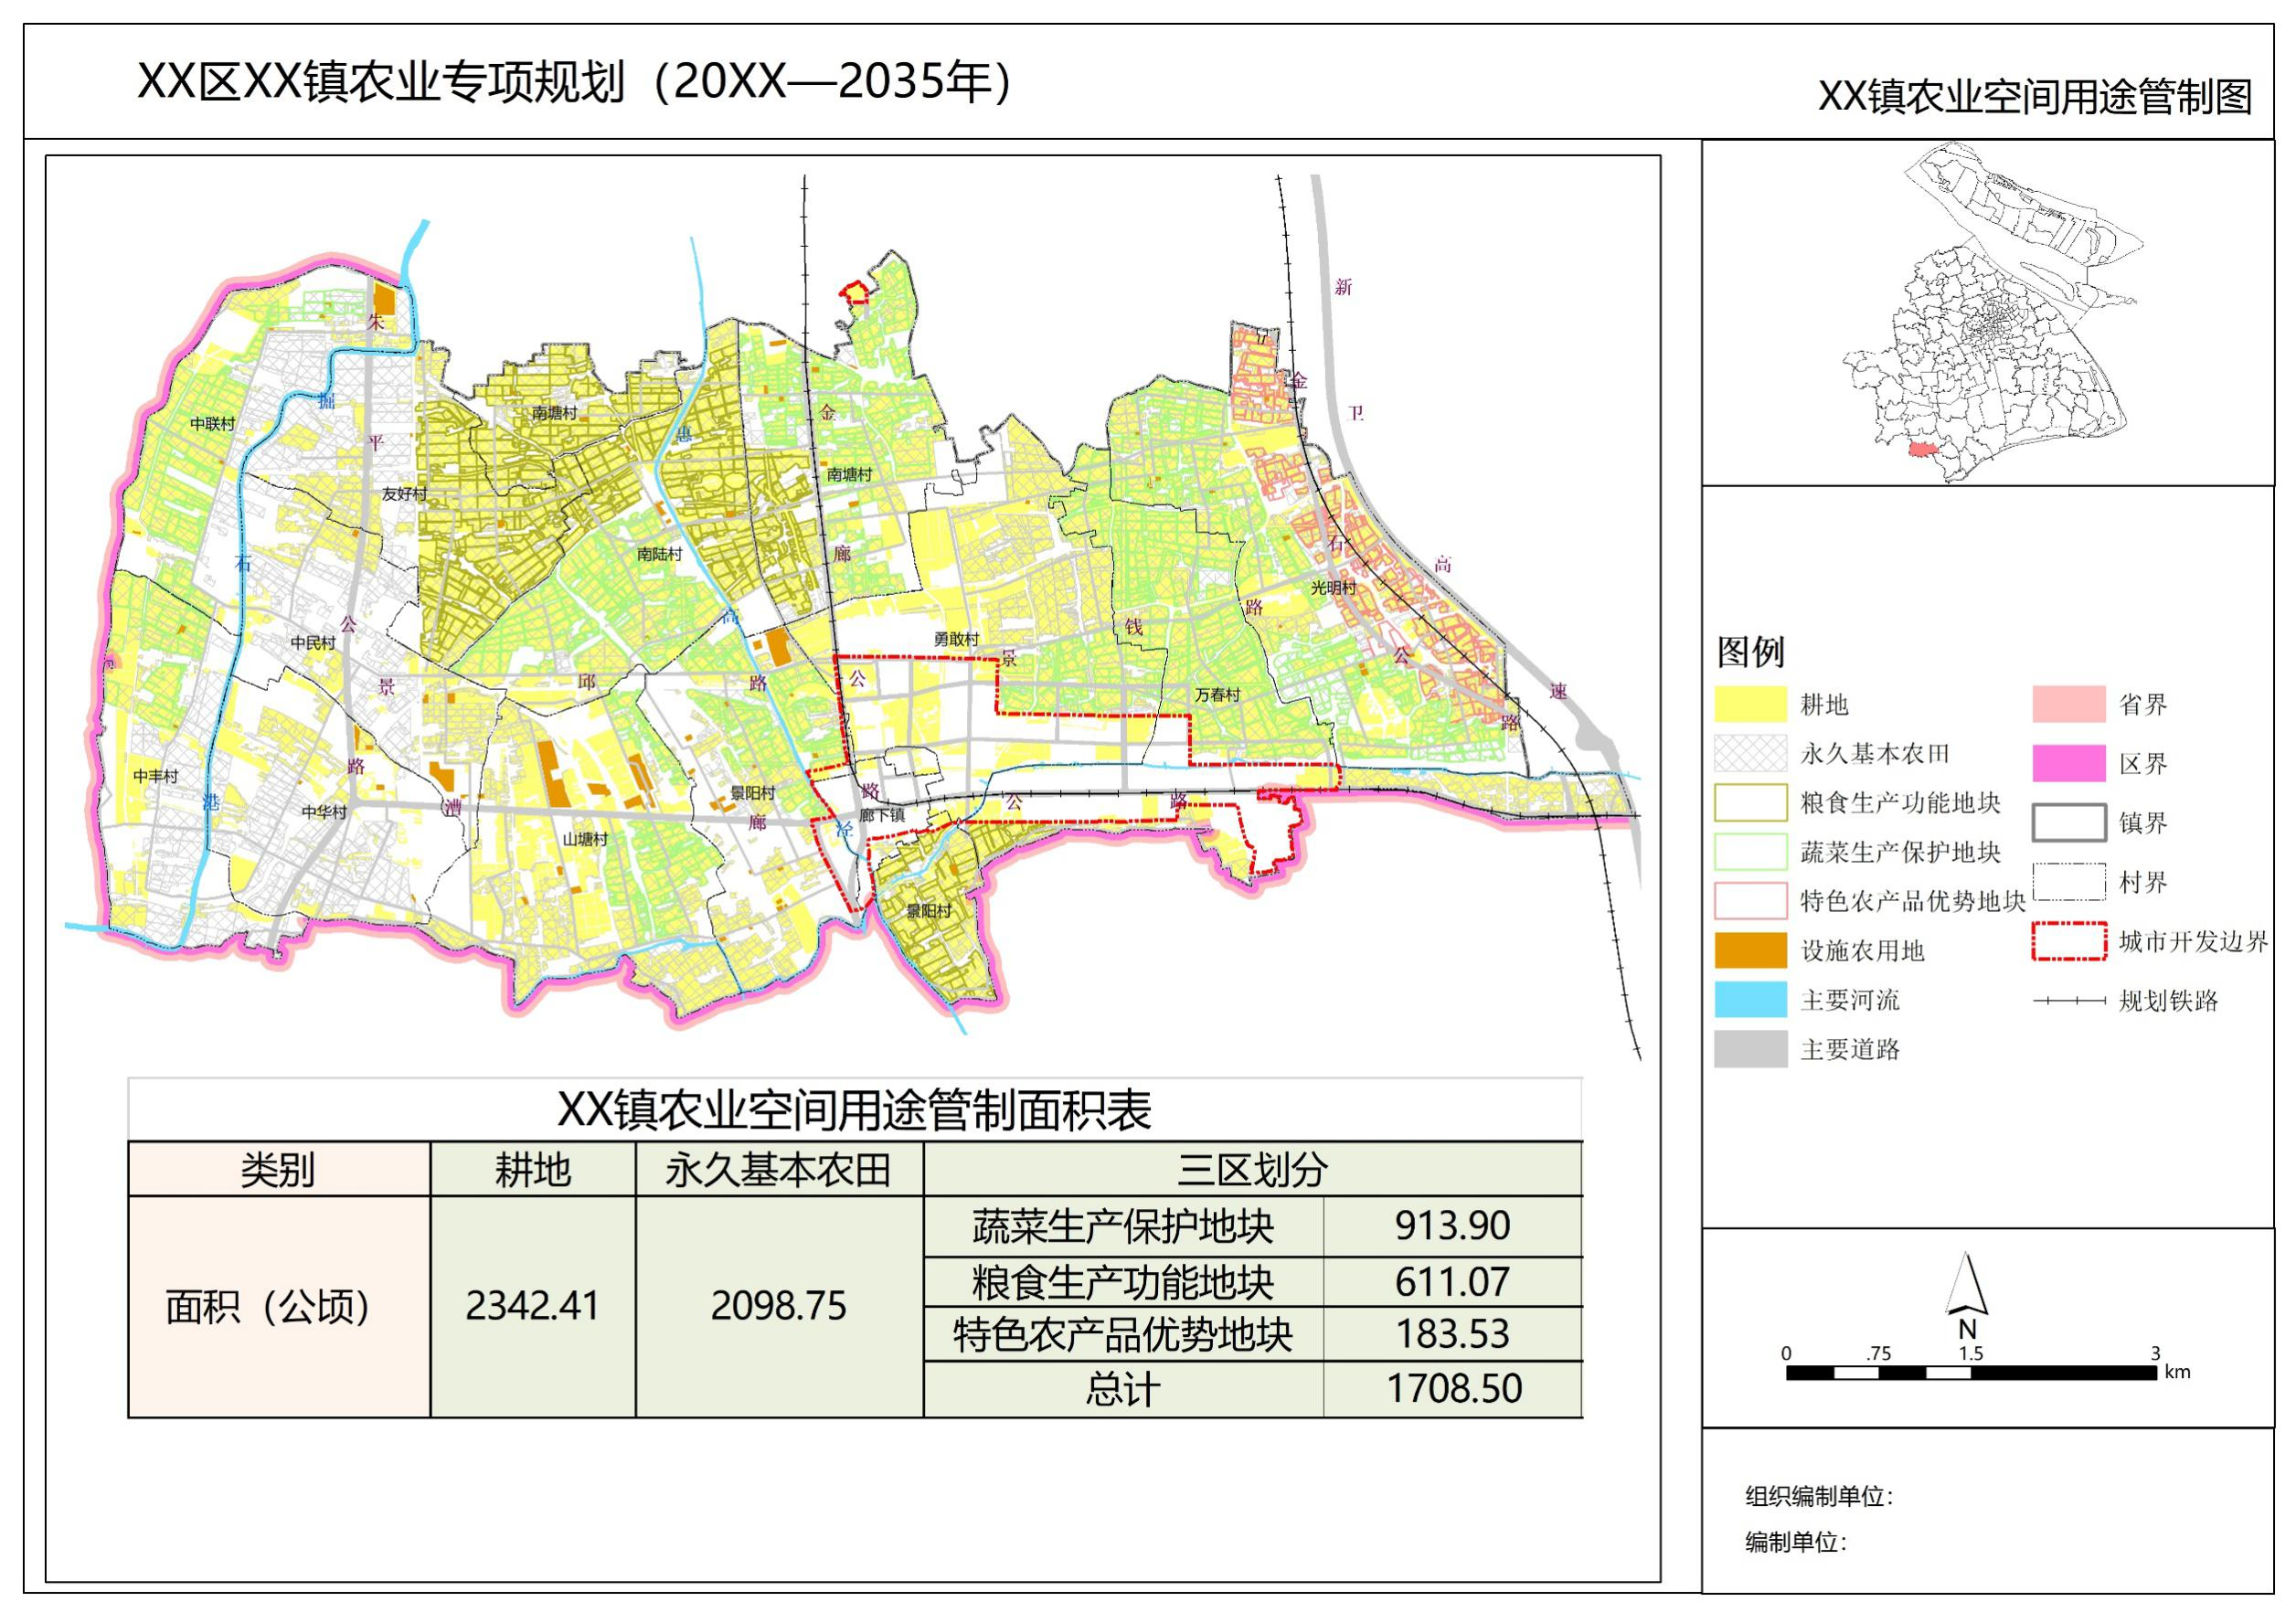 XX区XX镇农业专项规划（20XX—2035年）
XX镇农业空间用途管制图
新
朱
金
卫
掘
金
南塘村
中联村
惠
平
南塘村
友好村
石
廊
南陆村
石
高
光明村
路
高
公
钱
中民村
勇敢村
景
公
景
邱
路
公
万春村
速
路
路
中丰村
景阳村
路
港
中华村
漕
公
路
廊下镇
廊
泾
山塘村
景阳村
图例
耕地
永久基本农田
粮食生产功能地块
蔬菜生产保护地块
特色农产品优势地块
设施农用地
主要河流
主要道路
省界
区界
镇界
村界
城市开发边界
规划铁路
XX镇农业空间用途管制面积表
类别 耕地 永久基本农田 三区划分
面积（公顷） 2342.41 2098.75
蔬菜生产保护地块 913.90
粮食生产功能地块 611.07
特色农产品优势地块 183.53
总计 1708.50
N
0 .75 1.5 3
km
组织编制单位：
编制单位：